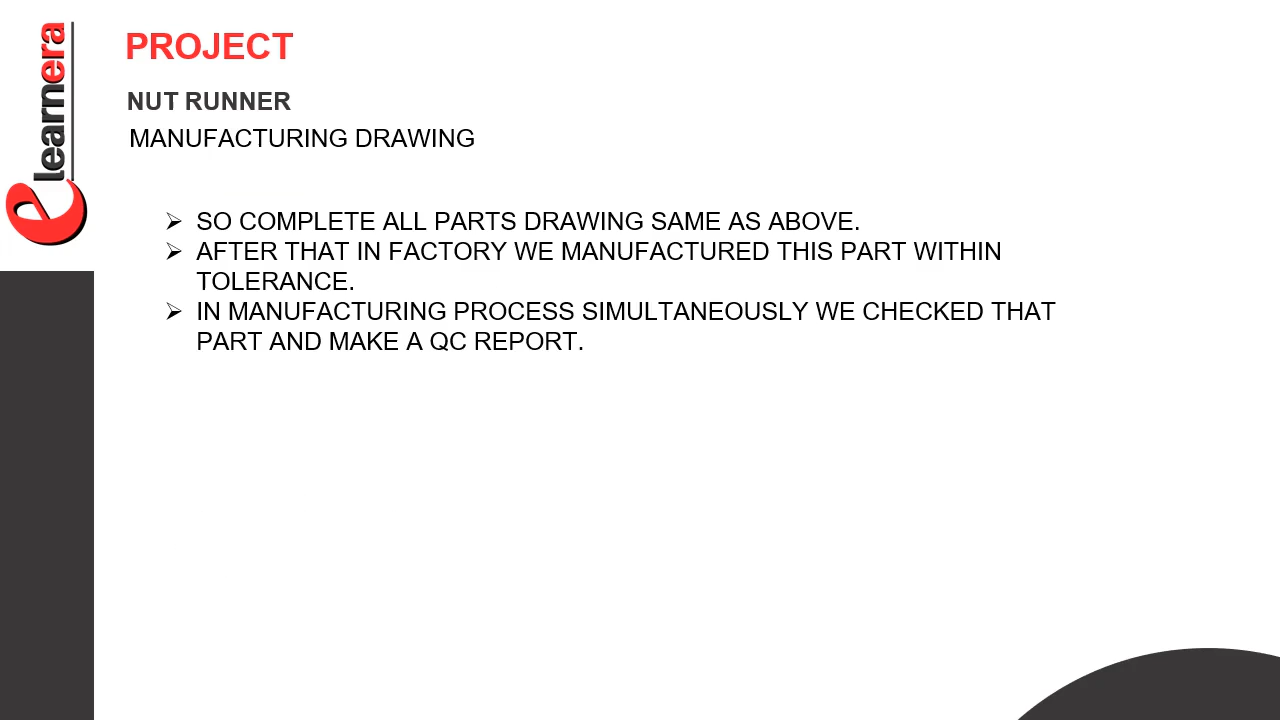 elearnera
PROJECT
NUT RUNNER
MANUFACTURING DRAWING
➢ SO COMPLETE ALL PARTS DRAWING SAME AS ABOVE.
➢ AFTER THAT IN FACTORY WE MANUFACTURED THIS PART WITHIN
TOLERANCE.
➢ IN MANUFACTURING PROCESS SIMULTANEOUSLY WE CHECKED THAT
PART AND MAKE A QC REPORT.